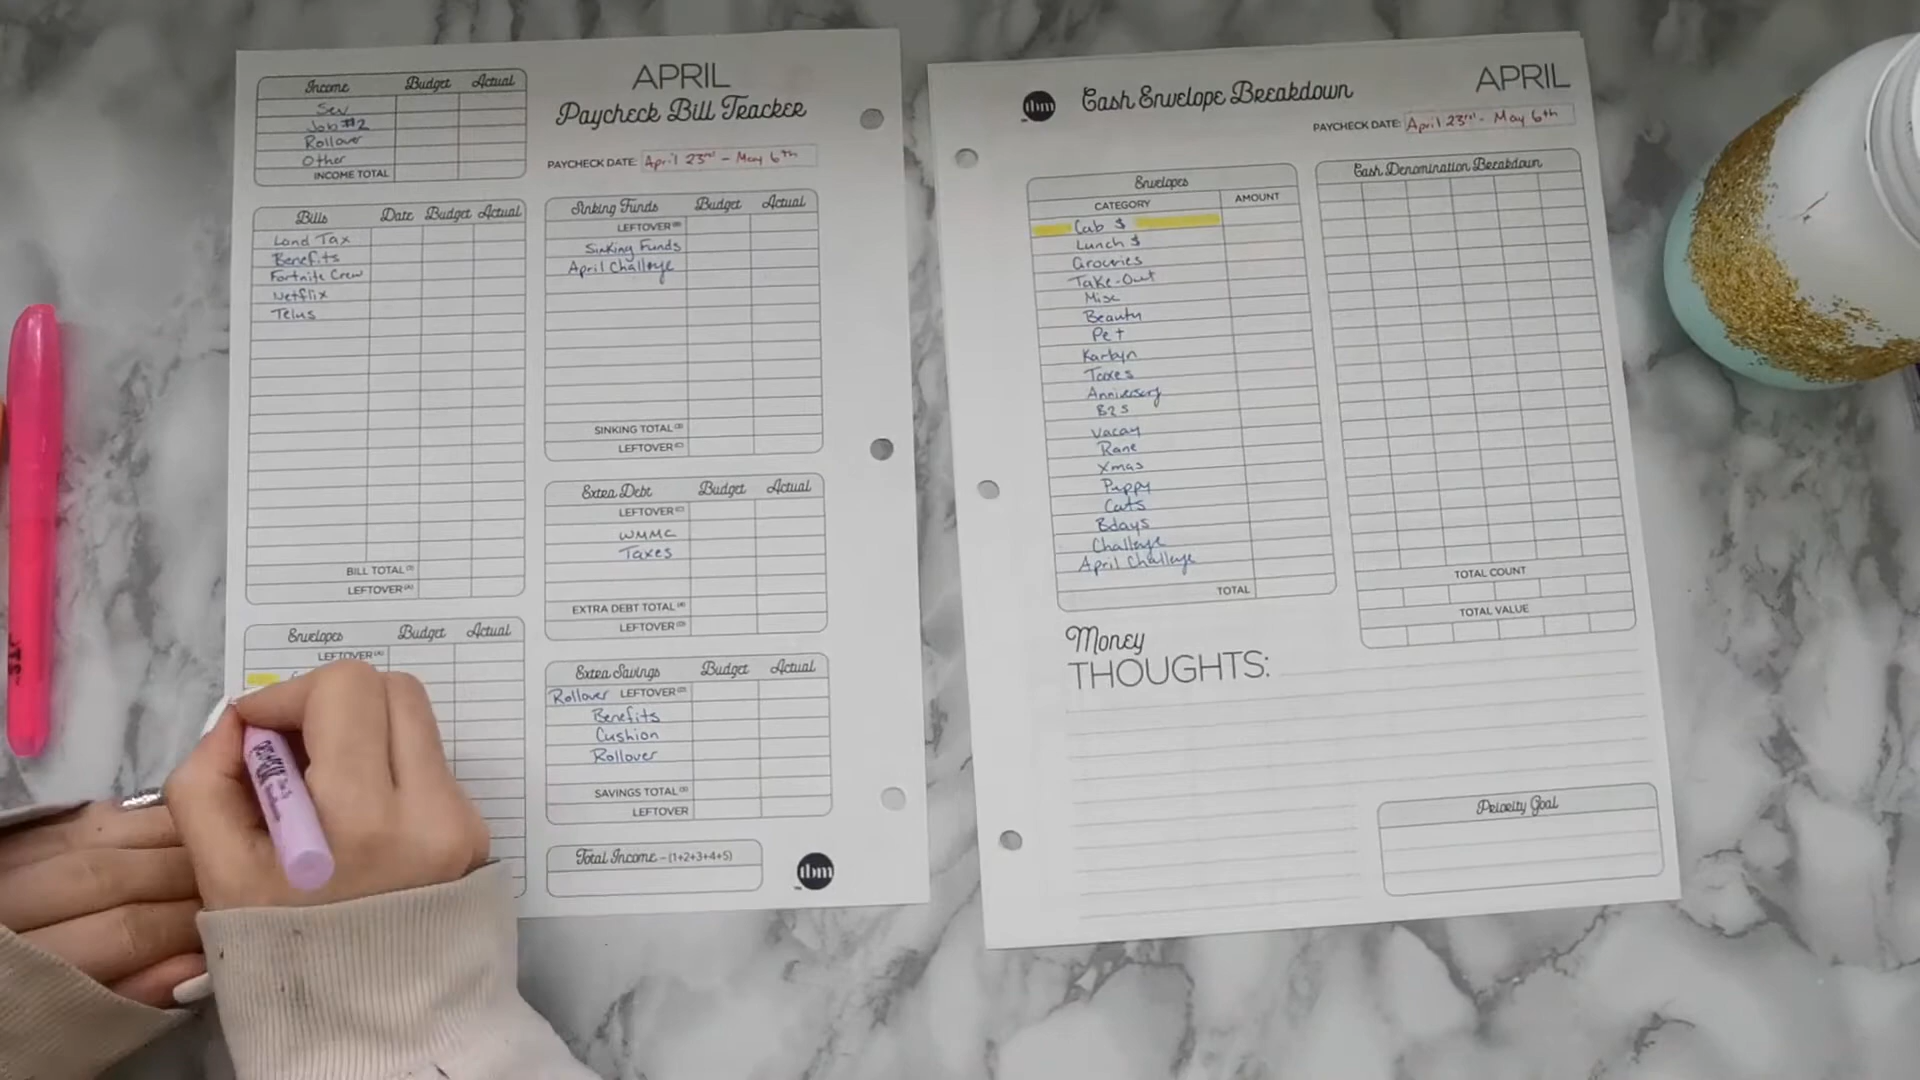 APRIL
Paycheck Bill Tracker
PAYCHECK DATE: April 23rd - May 6th
Income Budget Actual
Job #2
Rollover
Other
INCOME TOTAL
Bills Date Budget Actual
Land Tax
Benefits
Fortnite Crew
Netflix
Telus
BILL TOTAL (1)
LEFTOVER (A)
Envelopes Budget Actual
LEFTOVER (A)
Sinking Funds Budget Actual
LEFTOVER
Sinking Funds
April Challenge
SINKING TOTAL
LEFTOVER
Extra Debt Budget Actual
LEFTOVER
WMMC
Taxes
EXTRA DEBT TOTAL
LEFTOVER
Extra Savings Budget Actual
Rollover LEFTOVER
Benefits
Cushion
Rollover
SAVINGS TOTAL
LEFTOVER
Total Income - (1+2+3+4+5)
tbm
tbm
Cash Envelope Breakdown
APRIL
PAYCHECK DATE: April 23rd - May 6th
Envelopes
CATEGORY AMOUNT
Cab $
Lunch $
Groceries
Take-Out
Misc
Beauty
Pet
Karlyn
Taxes
Anniversary
B2S
Vacay
Rane
Xmas
Puppy
Cats
Bdays
Challenge
April Challenge
TOTAL
Cash Denomination Breakdown
TOTAL COUNT
TOTAL VALUE
Money
THOUGHTS:
Priority Goal